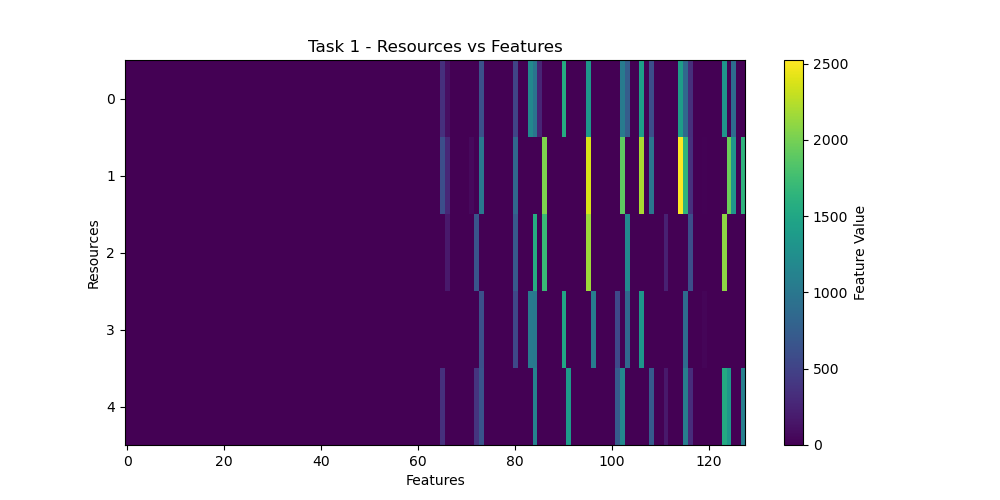 Task 1 - Resources vs Features
Resources
0
1
2
3
4
0 20 40 60 80 100 120
Features
2500
2000
1500
1000
500
0
Feature Value